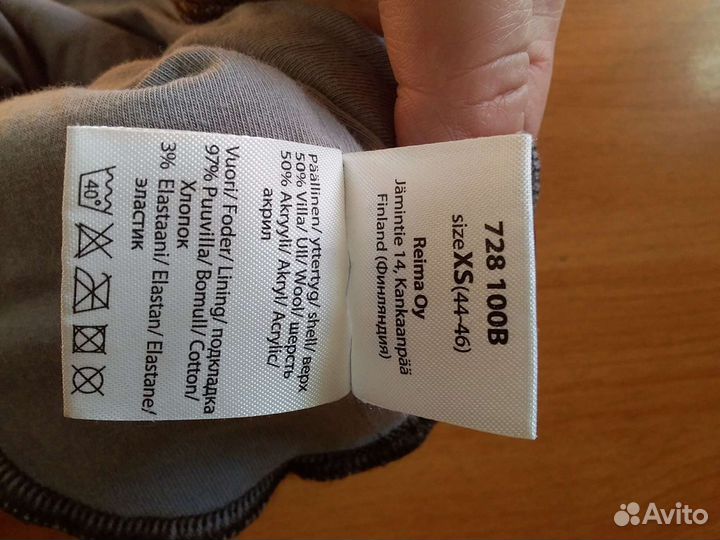 728 100B
sizeXS(44-46)
Reima Oy
Jämintie 14, Kankaanpää
Finland (Финляндия)
Päällinen/ yttertyg/ shell/ верх
50% Villa/ Ull/ Wool/ шерсть
50% Akryyli/ Akryl/ Acrylic/
акрил
Vuori/ Foder/ Lining/ подкладка
97% Puuvilla/ Bomull/ Cotton/
Хлопок
3% Elastaani/ Elastan/ Elastane/
эластик
40°
Avito